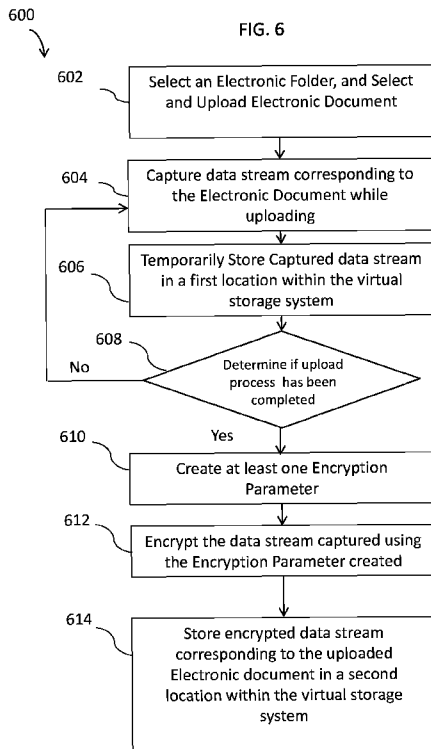 600
FIG. 6
602
Select an Electronic Folder, and Select
and Upload Electronic Document
604
Capture data stream corresponding to
the Electronic Document while
uploading
606
Temporarily Store Captured data stream
in a first location within the virtual
storage system
608
No
Determine if upload
process has been
completed
Yes
610
Create at least one Encryption
Parameter
612
Encrypt the data stream captured using
the Encryption Parameter created
614
Store encrypted data stream
corresponding to the uploaded
Electronic document in a second
location within the virtual storage
system